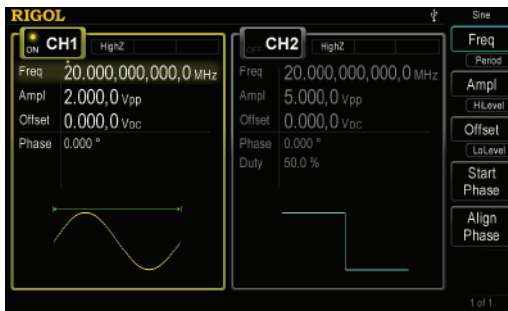 RIGOL
Sine
ON CH1 HighZ
Freq 20.000,000,000,0 MHz
Ampl 2.000,0 Vpp
Offset 0.000,0 VDC
Phase 0.000 °
OFF CH2 HighZ
Freq 20.000,000,000,0 MHz
Ampl 5.000,0 Vpp
Offset 0.000,0 VDC
Phase 0.000 °
Duty 50.0 %
Freq
Period
Ampl
HiLevel
Offset
LoLevel
Start
Phase
Align
Phase
1 of 1